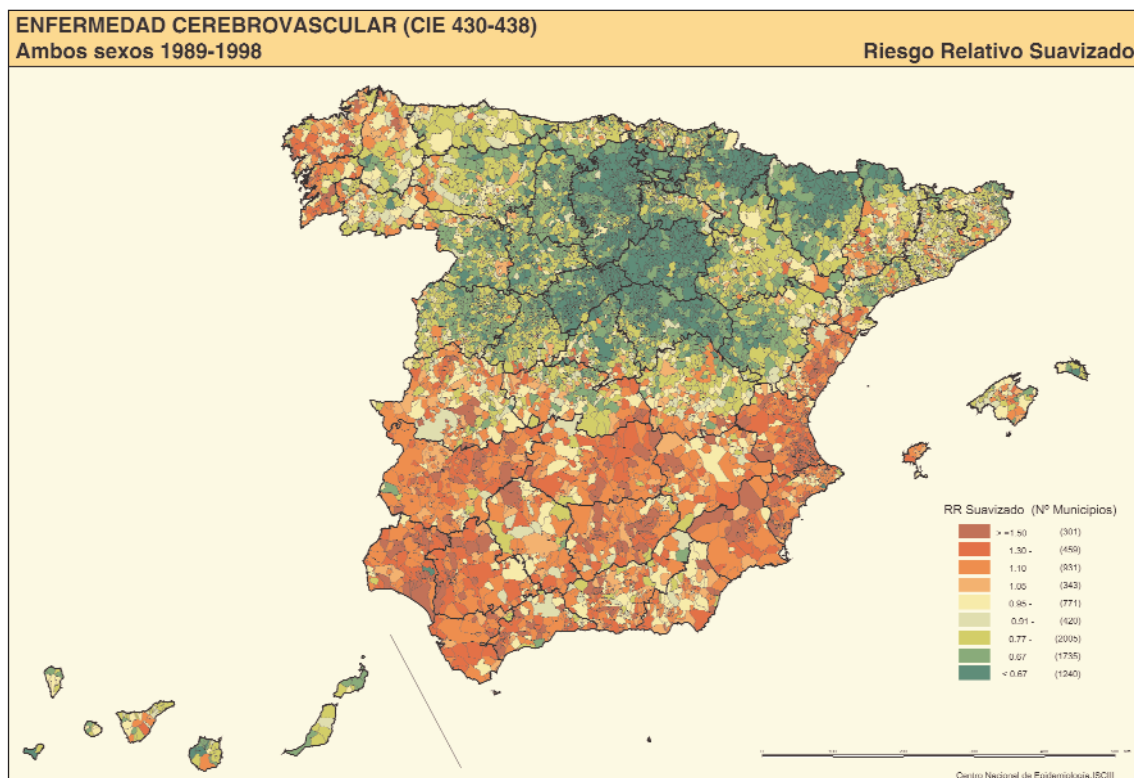 ENFERMEDAD CEREBROVASCULAR (CIE 430-438)
Ambos sexos 1989-1998 Riesgo Relativo Suavizado
RR Suavizado (Nº Municipios)
> =1.50 (301)
1.30 - (459)
1.10 (931)
1.05 (343)
0.95 - (771)
0.91 - (420)
0.77 - (2005)
0.67 (1735)
< 0.67 (1240)
Centro Nacional de Epidemiología.ISCIII